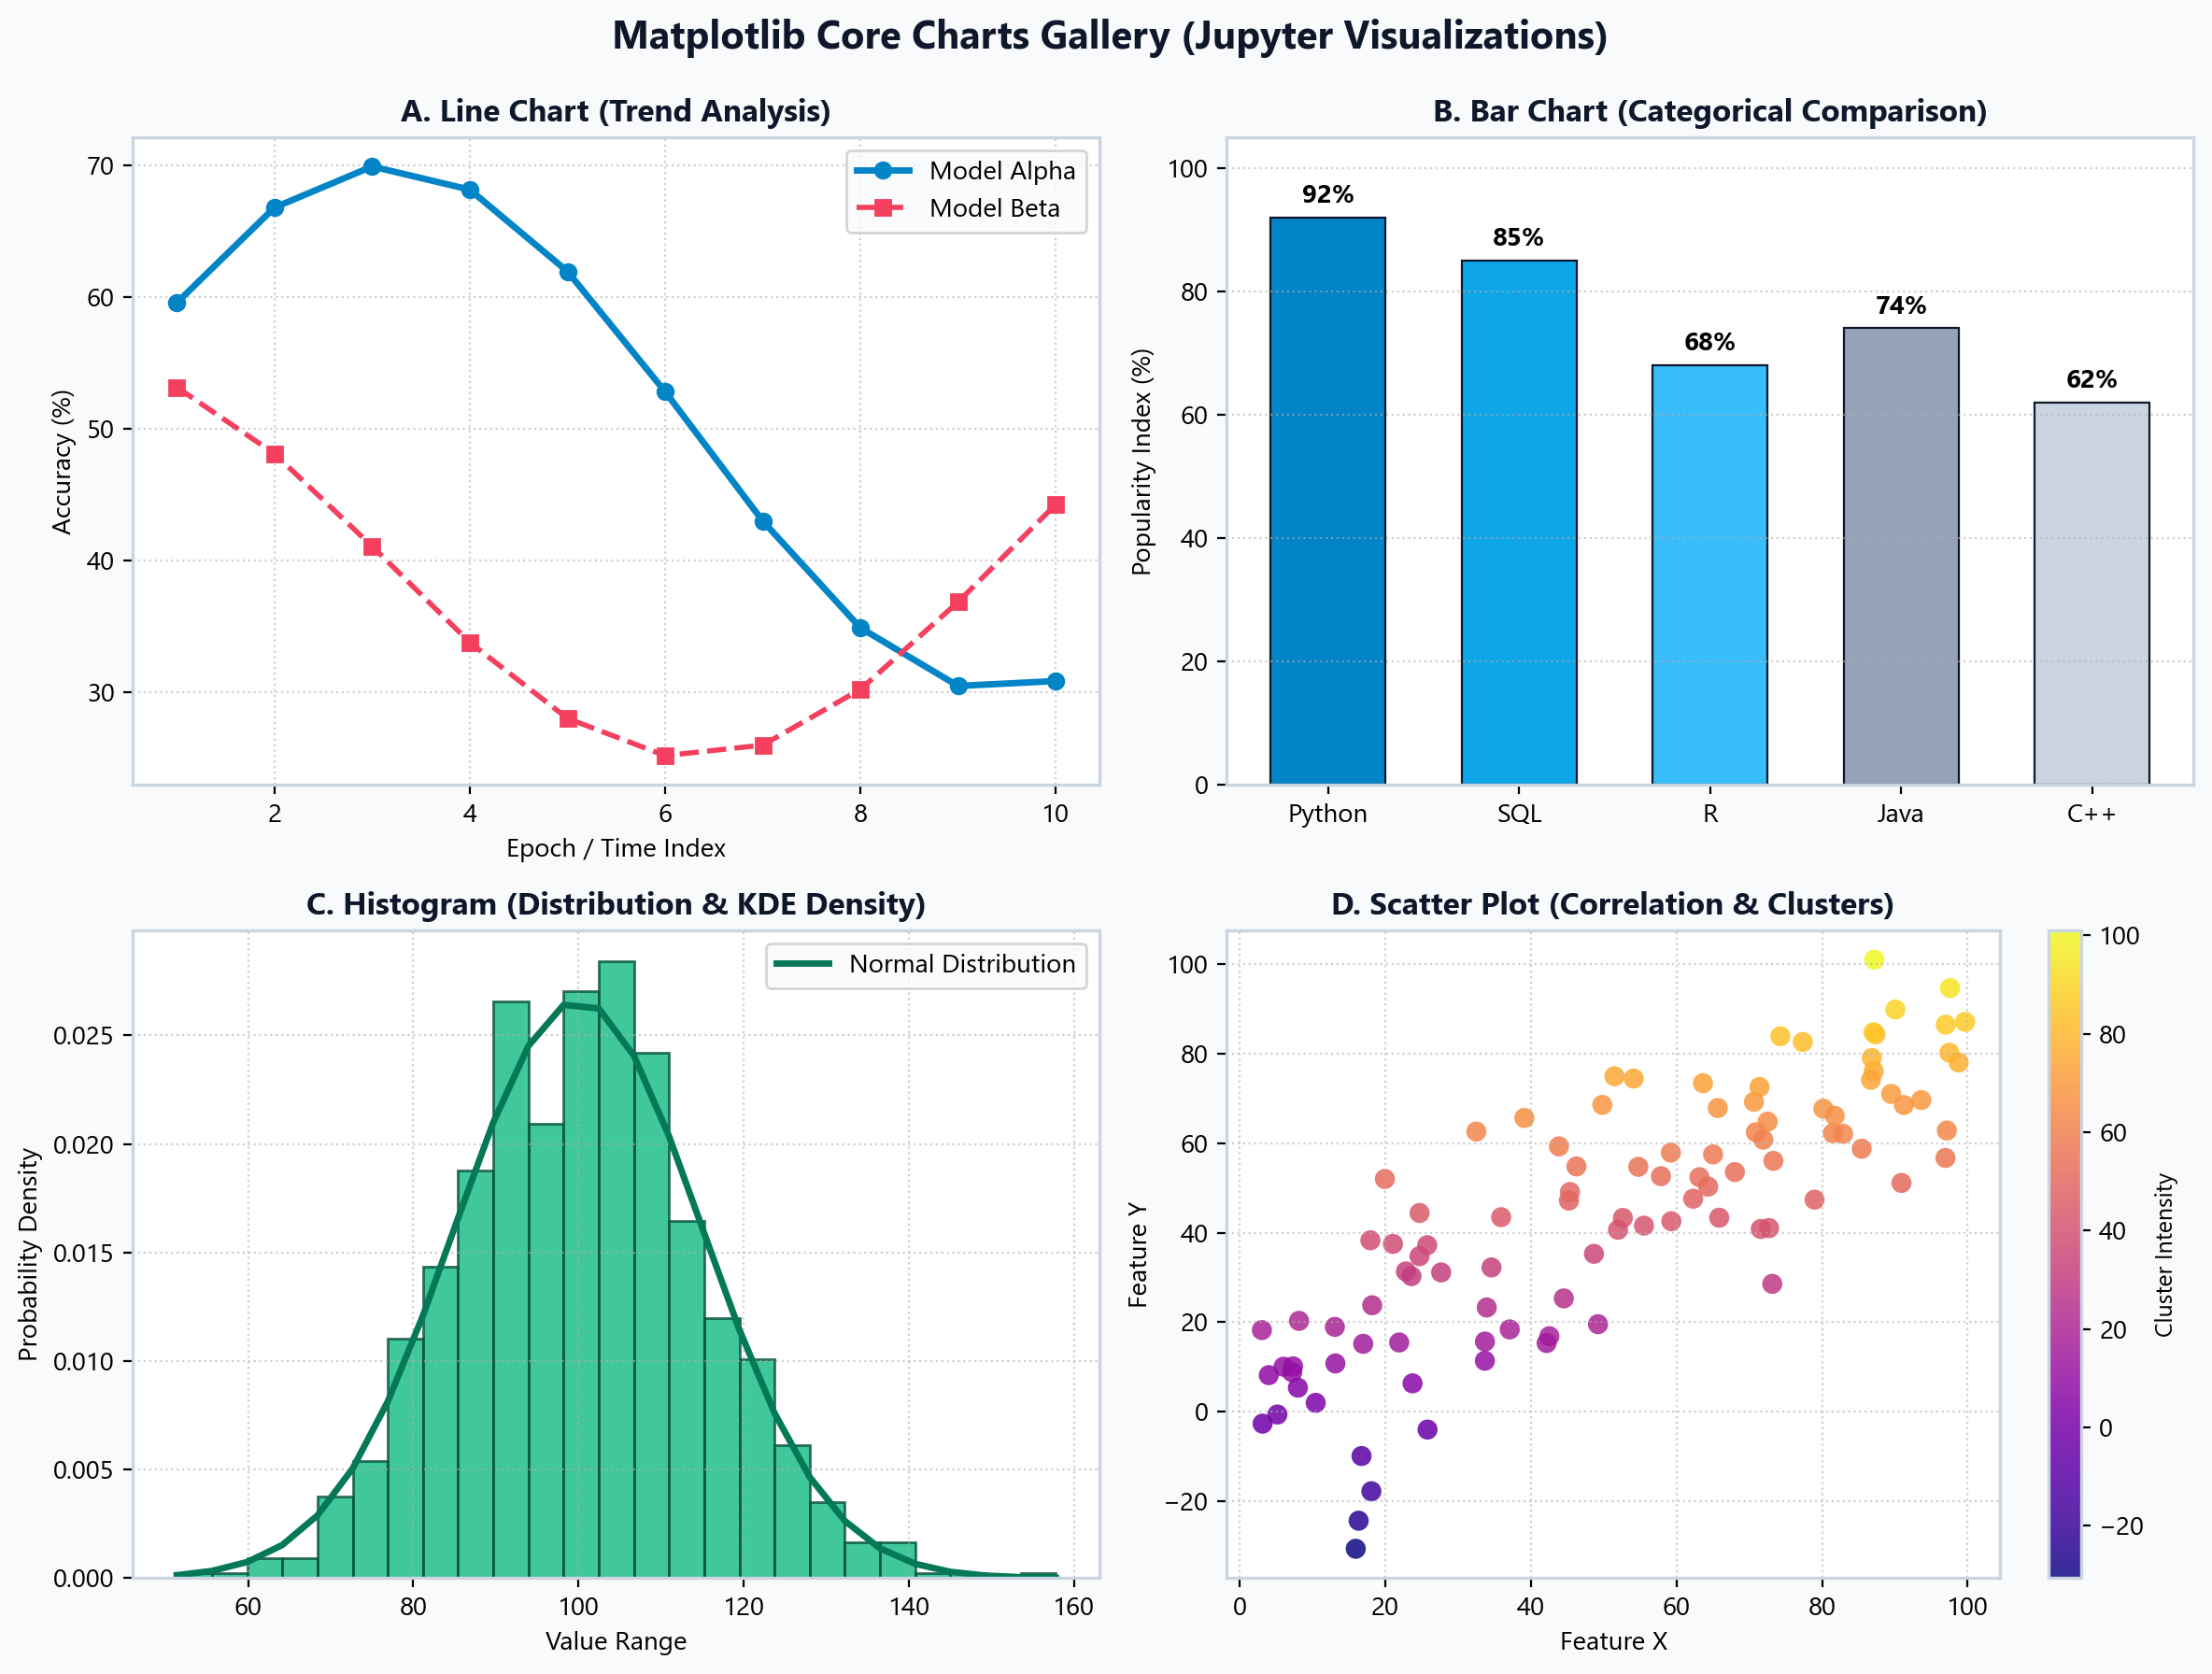 Matplotlib Core Charts Gallery (Jupyter Visualizations)
A. Line Chart (Trend Analysis)
Accuracy (%)
70
60
50
40
30
2 4 6 8 10
Epoch / Time Index
Model Alpha
Model Beta
B. Bar Chart (Categorical Comparison)
Popularity Index (%)
100
80
60
40
20
0
92%
85%
68%
74%
62%
Python SQL R Java C++
C. Histogram (Distribution & KDE Density)
Probability Density
0.025
0.020
0.015
0.010
0.005
0.000
60 80 100 120 140 160
Value Range
Normal Distribution
D. Scatter Plot (Correlation & Clusters)
Feature Y
100
80
60
40
20
0
−20
0 20 40 60 80 100
Feature X
100
80
60
40
20
0
−20
Cluster Intensity